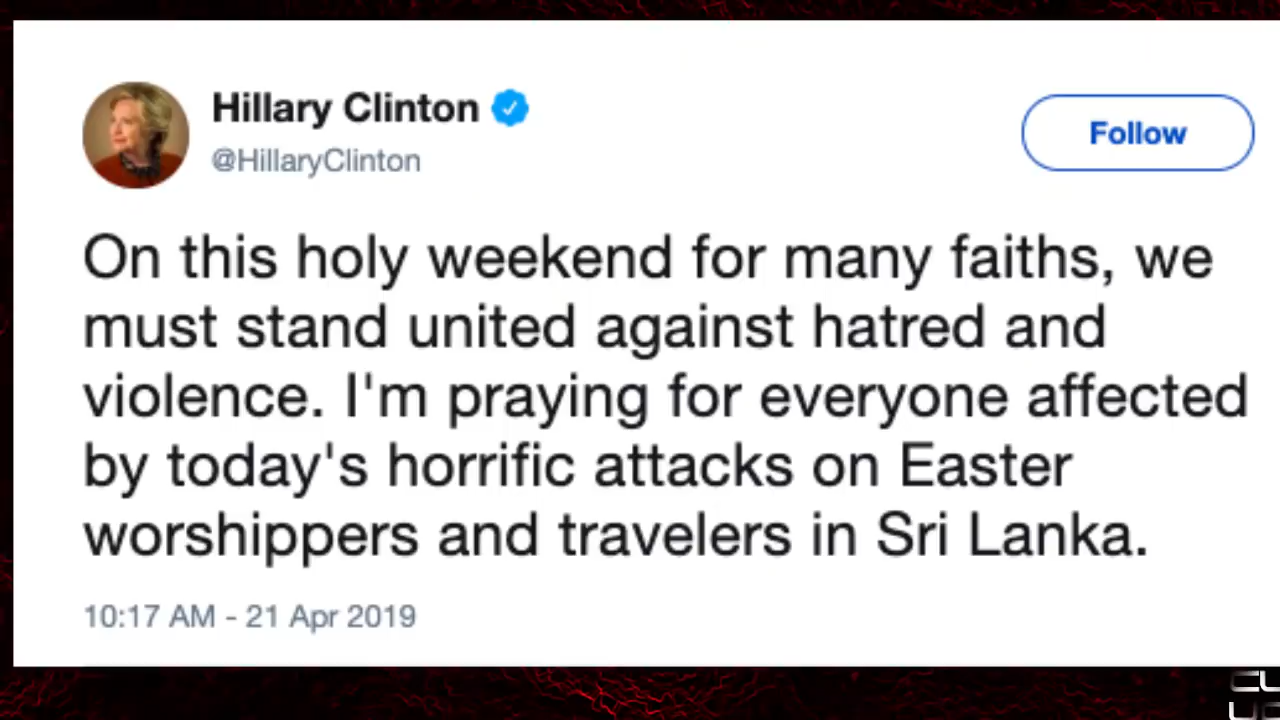 Hillary Clinton
@HillaryClinton
Follow
On this holy weekend for many faiths, we
must stand united against hatred and
violence. I'm praying for everyone affected
by today's horrific attacks on Easter
worshippers and travelers in Sri Lanka.
10:17 AM - 21 Apr 2019